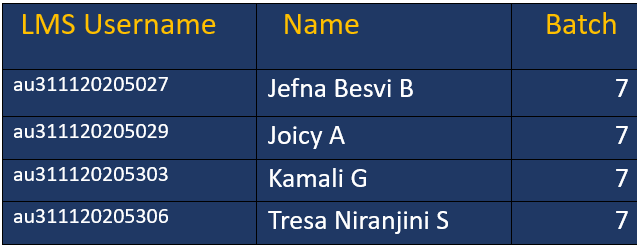 LMS Username Name Batch
au311120205027 Jefna Besvi B 7
au311120205029 Joicy A 7
au311120205303 Kamali G 7
au311120205306 Tresa Niranjini S 7